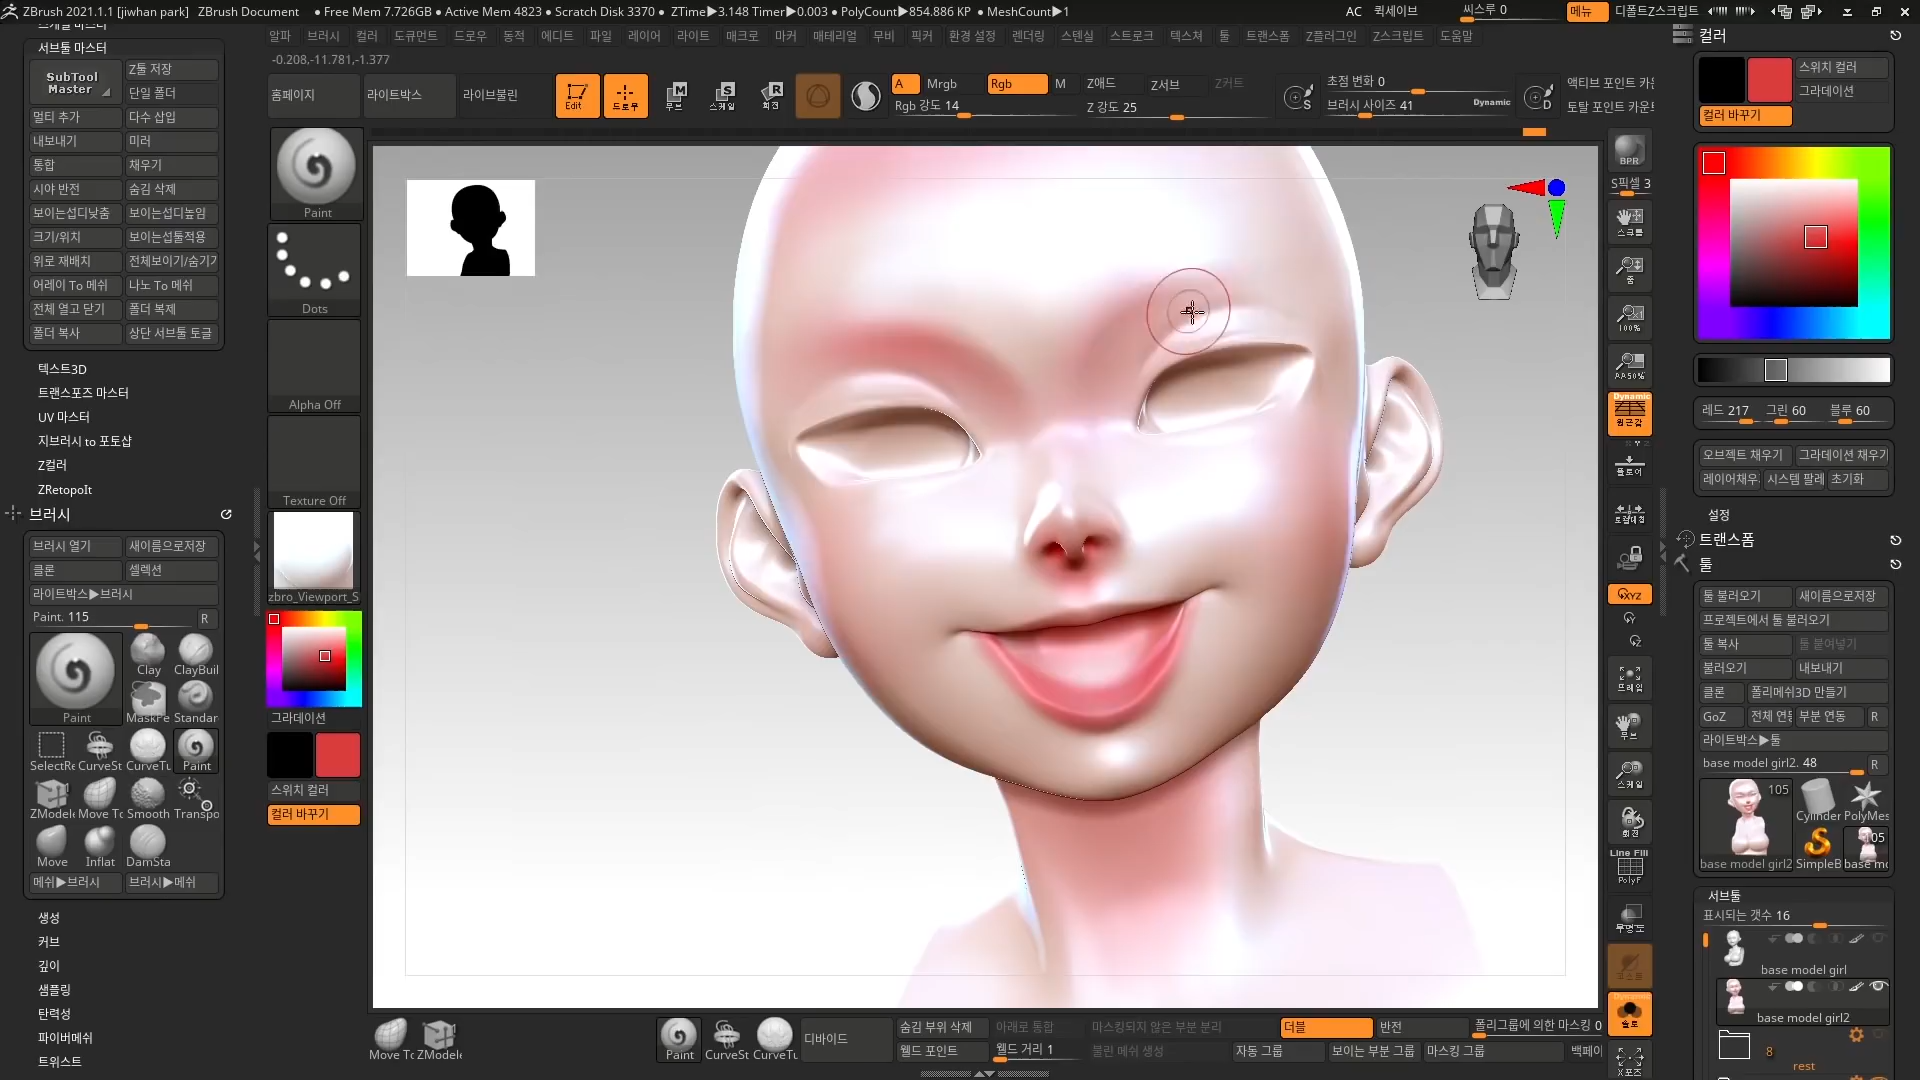 ZBrush 2021.1.1 [jiwhan park] ZBrush Document • Free Mem 7.726GB • Active Mem 4823 • Scratch Disk 3370 • ZTime▶3.148 Timer▶0.003 • PolyCount▶854.886 KP • MeshCount▶1 AC 퀵세이브 씨스루 0 메뉴 디폴트Z스크립트
알파 브러시 컬러 도큐먼트 드로우 동적 에디트 파일 레이어 라이트 매크로 마커 매테리얼 무비 픽커 환경 설정 렌더링 스텐실 스트로크 텍스쳐 툴 트랜스폼 Z플러그인 Z스크립트 도움말
-0.208,-11.781,-1.377
홈페이지 라이트박스 라이브불린 Edit 드로우 무브 스케일 회전
A Mrgb Rgb M Z애드 Z서브 Z커트
Rgb 강도 14 Z 강도 25
초점 변화 0
브러시 사이즈 41 Dynamic
액티브 포인트 카운
토탈 포인트 카운트
서브툴 마스터
SubTool Master
Z툴 저장
단일 폴더
멀티 추가 다수 삽입
내보내기 미러
통합 채우기
시야 반전 숨김 삭제
보이는섭디낮춤 보이는섭디높임
크기/위치 보이는섭툴적용
위로 재배치 전체보이기/숨기기
어레이 To 메쉬 나노 To 메쉬
전체 열고 닫기 폴더 복제
폴더 복사 상단 서브툴 토글
텍스트3D
트랜스포즈 마스터
UV 마스터
지브러시 to 포토샵
Z컬러
ZRetopoIt
브러시
브러시 열기 새이름으로저장
클론 셀렉션
라이트박스▶브러시
Paint. 115 R
Paint Clay ClayBuil
MaskPe Standar
SelectRe CurveSt CurveTu Paint
ZModele Move To Smooth Transpo
Move Inflat DamSta
메쉬▶브러시 브러시▶메쉬
생성
커브
깊이
샘플링
탄력성
파이버메쉬
트위스트
Paint
Dots
Alpha Off
Texture Off
zbro_Viewport_S
그라데이션
스위치 컬러
컬러 바꾸기
BPR
S픽셀 3
스크롤
줌
100%
AA50%
Dynamic
원근감
플로어
로컬대칭
XYZ
프레임
무브
스케일
회전
Line Fill
PolyF
투명도
고스트
Dynamic
솔로
X포즈
컬러
스위치 컬러
그라데이션
컬러 바꾸기
레드 217 그린 60 블루 60
오브젝트 채우기 그라데이션 채우기
레이어채우 시스템 팔레 초기화
설정
트랜스폼
툴
툴 불러오기 새이름으로저장
프로젝트에서 툴 불러오기
툴 복사 툴 붙여넣기
불러오기 내보내기
클론 폴리메쉬3D 만들기
GoZ 전체 연동 부분 연동 R
라이트박스▶툴
base model girl2. 48 R
105 Cylinder PolyMes
base model girl2 SimpleB 105 base mo
서브툴
표시되는 갯수 16
base model girl
base model girl2
8
rest
Move To ZModele Paint CurveSt CurveTu 디바이드
숨김 부위 삭제 아래로 통합 마스킹되지 않은 부분 분리 더블 반전 폴리그룹에 의한 마스킹 0
웰드 포인트 웰드 거리 1 불린 메쉬 생성 자동 그룹 보이는 부분 그룹 마스킹 그룹 백페이